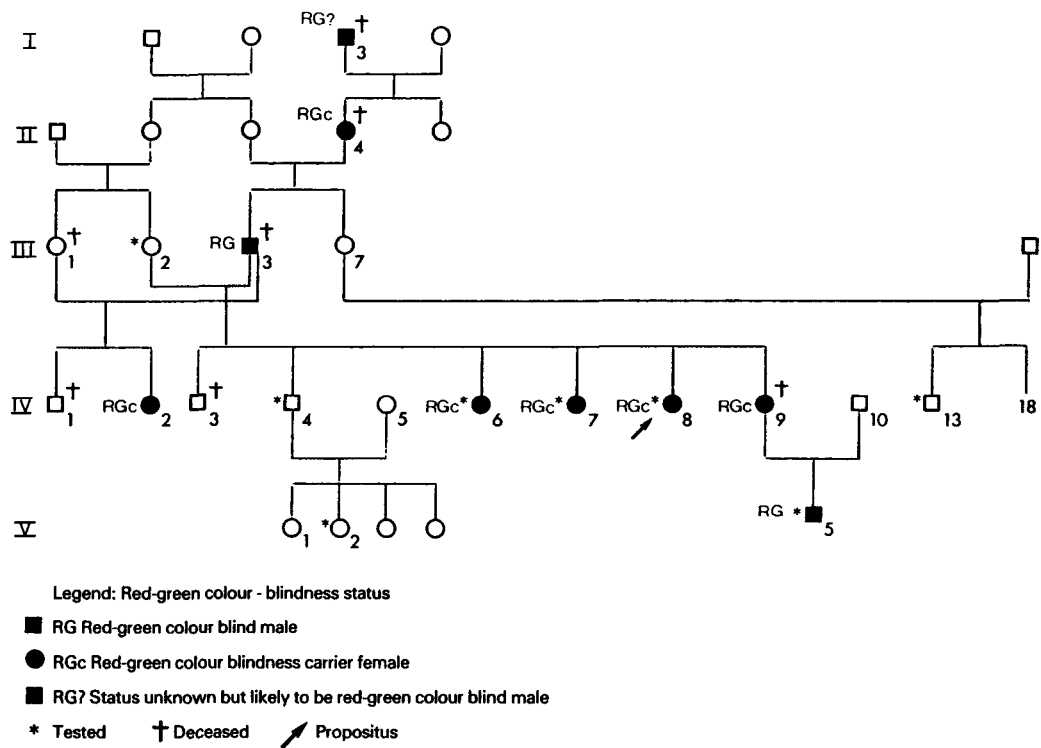 RG? †
I 3
RGc †
II 4
† * RG †
III 1 2 3 7
† RGc † * RGc* RGc* RGc* RGc † *
IV 1 2 3 4 5 6 7 8 9 10 13 18
* RG *
V 1 2 5
Legend: Red-green colour - blindness status
RG Red-green colour blind male
RGc Red-green colour blindness carrier female
RG? Status unknown but likely to be red-green colour blind male
* Tested † Deceased Propositus